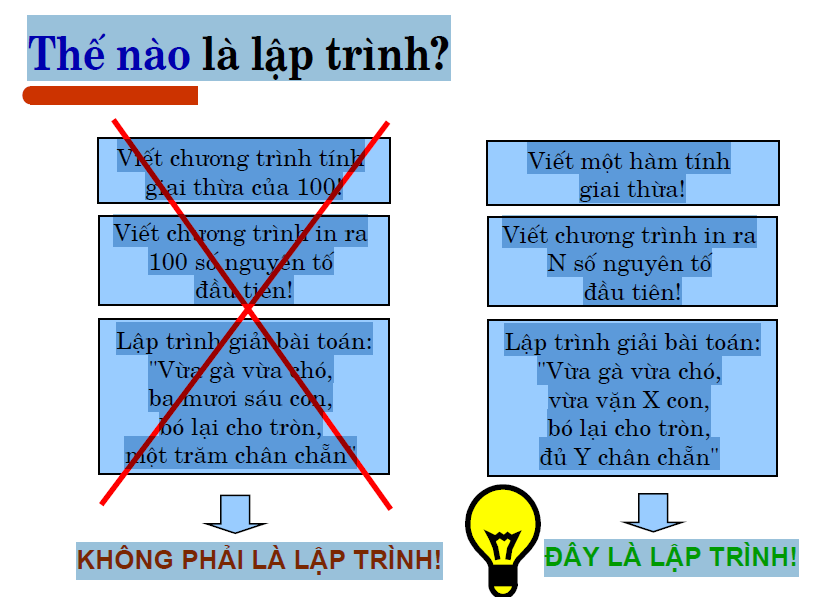 Thế nào là lập trình?
Viết chương trình tính
giai thừa của 100!
Viết chương trình in ra
100 số nguyên tố
đầu tiên!
Lập trình giải bài toán:
"Vừa gà vừa chó,
ba mươi sáu con,
bó lại cho tròn,
một trăm chân chẵn"
KHÔNG PHẢI LÀ LẬP TRÌNH!
Viết một hàm tính
giai thừa!
Viết chương trình in ra
N số nguyên tố
đầu tiên!
Lập trình giải bài toán:
"Vừa gà vừa chó,
vừa vặn X con,
bó lại cho tròn,
đủ Y chân chẵn"
ĐÂY LÀ LẬP TRÌNH!